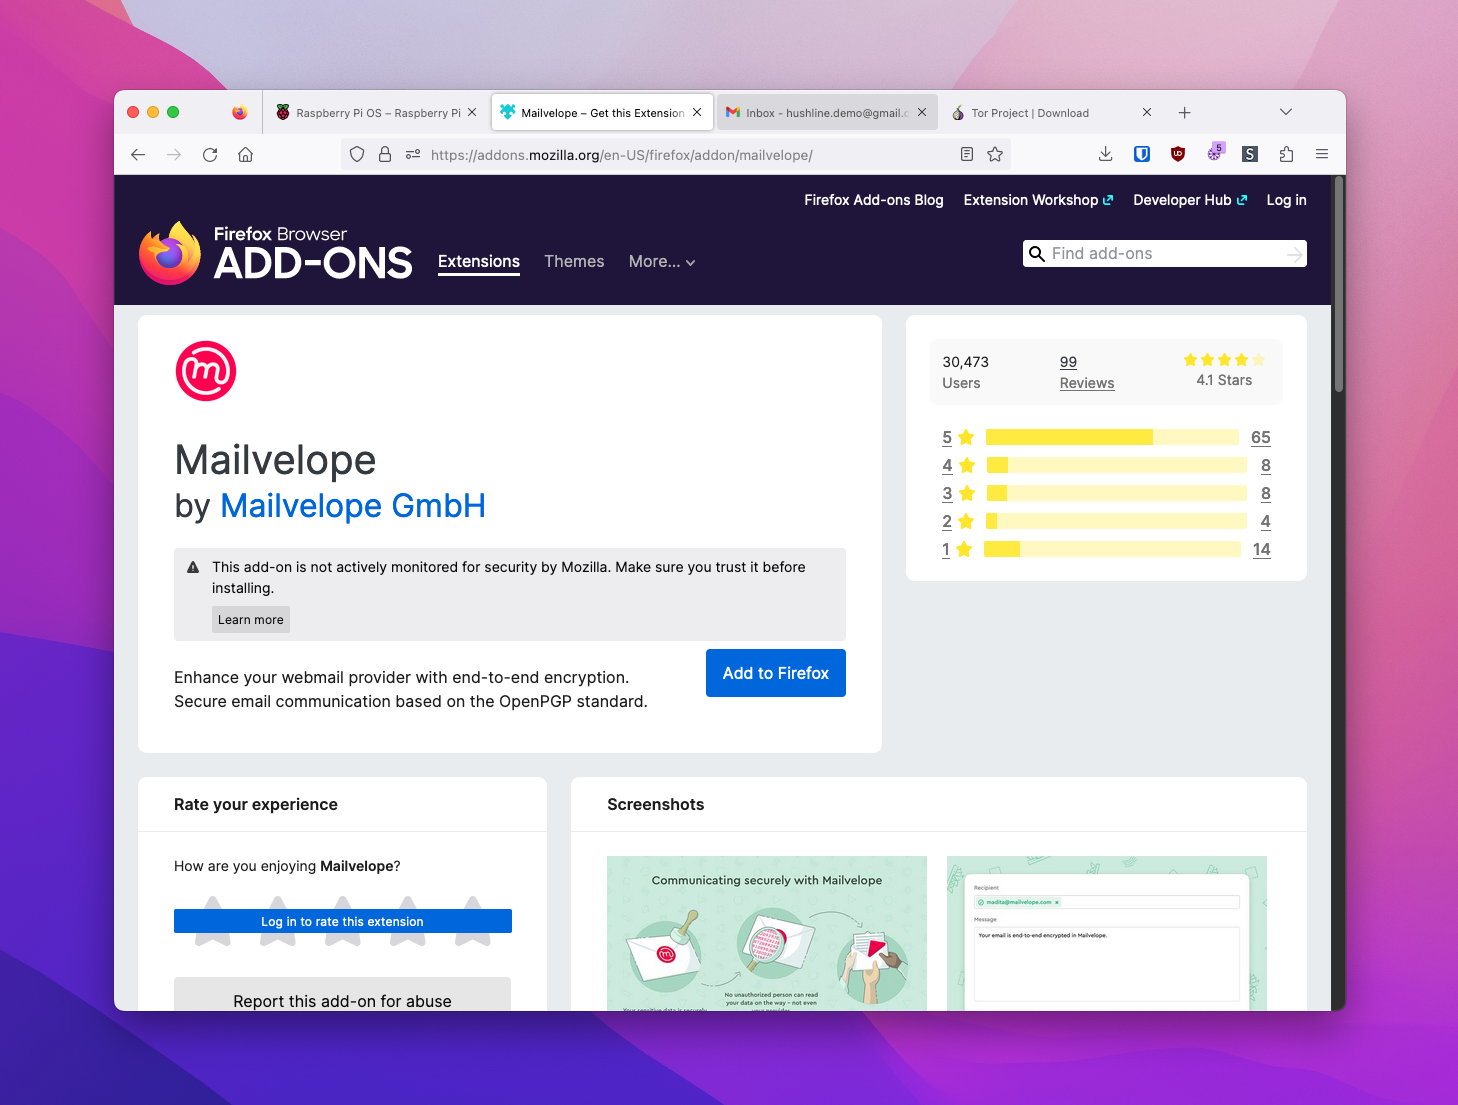 Raspberry Pi OS – Raspberry Pi
Mailvelope – Get this Extension
Inbox - hushline.demo@gmail.c
Tor Project | Download
https://addons.mozilla.org/en-US/firefox/addon/mailvelope/
5
S
Firefox Add-ons Blog
Extension Workshop
Developer Hub
Log in
Firefox Browser
ADD-ONS
Extensions
Themes
More...
Find add-ons
Mailvelope
by Mailvelope GmbH
This add-on is not actively monitored for security by Mozilla. Make sure you trust it before
installing.
Learn more
Enhance your webmail provider with end-to-end encryption.
Secure email communication based on the OpenPGP standard.
Add to Firefox
30,473
Users
99
Reviews
4.1 Stars
5 65
4 8
3 8
2 4
1 14
Rate your experience
How are you enjoying Mailvelope?
Log in to rate this extension
Report this add-on for abuse
Screenshots
Communicating securely with Mailvelope
No unauthorized person can read
your data on the way – not even
your provider
Your sensitive data is securely
Recipient
madita@mailvelope.com ×
Message
Your email is end-to-end encrypted in Mailvelope.